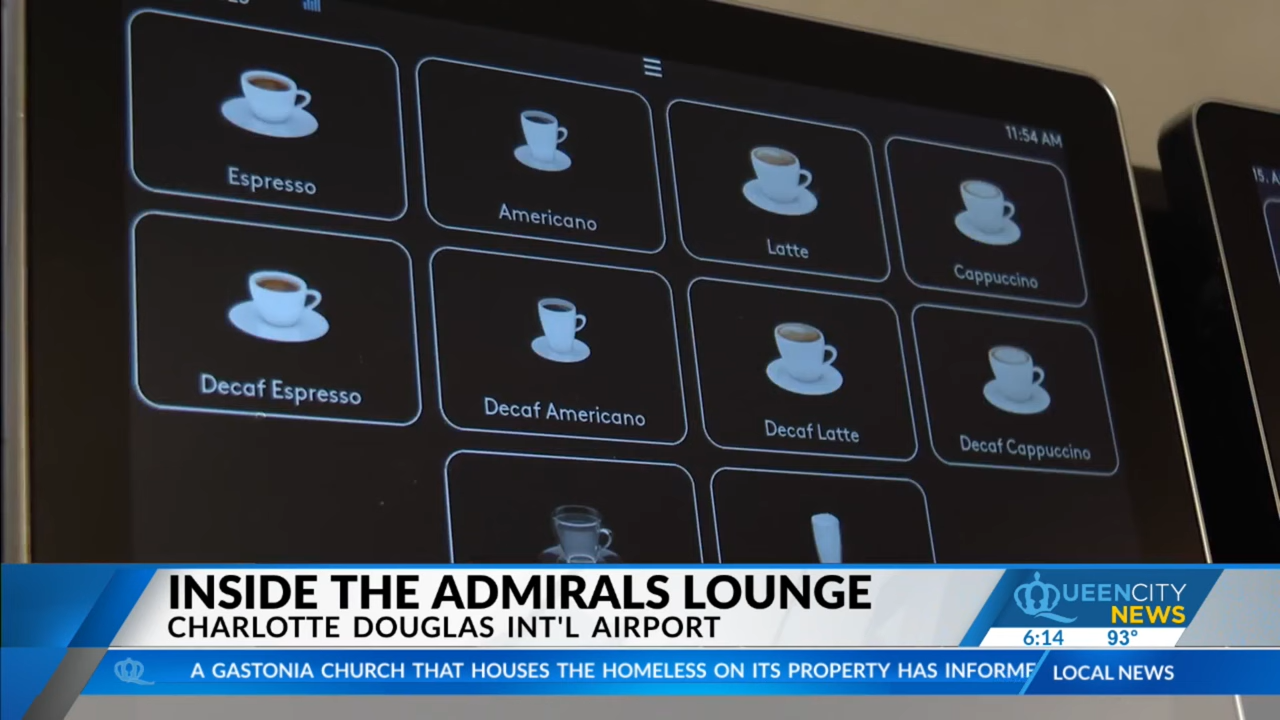 11:54 AM
Espresso
Americano
Latte
Cappuccino
Decaf Espresso
Decaf Americano
Decaf Latte
Decaf Cappuccino
15. A
INSIDE THE ADMIRALS LOUNGE
CHARLOTTE DOUGLAS INT'L AIRPORT
QUEENCITY
NEWS
6:14 93°
A GASTONIA CHURCH THAT HOUSES THE HOMELESS ON ITS PROPERTY HAS INFORME
LOCAL NEWS